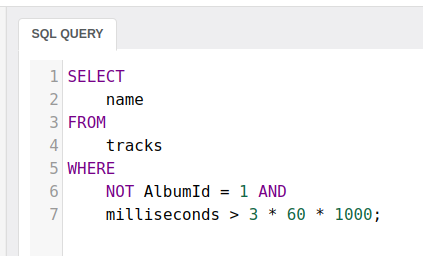 SQL QUERY
1 SELECT
2     name
3 FROM
4     tracks
5 WHERE
6     NOT AlbumId = 1 AND
7     milliseconds > 3 * 60 * 1000;